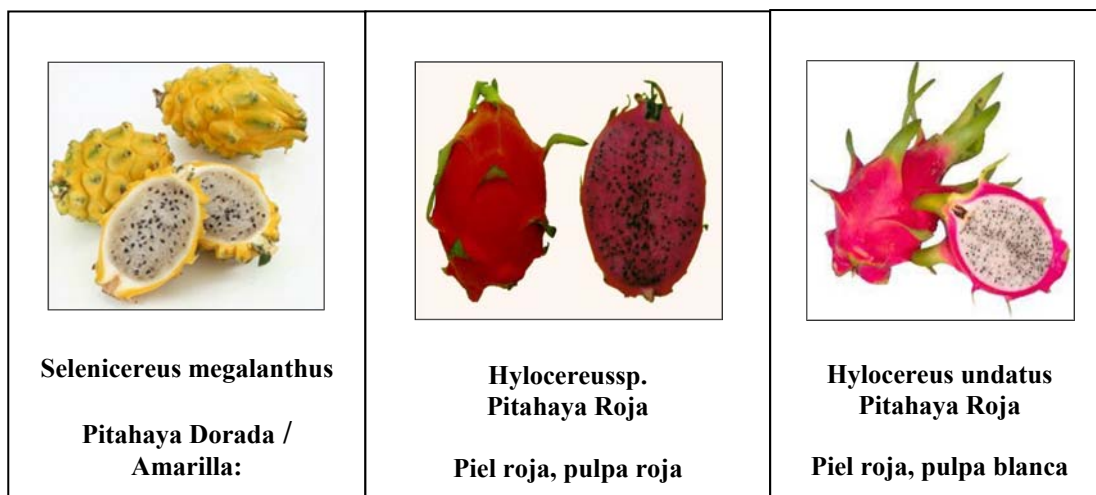 Selenicereus megalanthus
Pitahaya Dorada /
Amarilla:
Hylocereussp.
Pitahaya Roja
Piel roja, pulpa roja
Hylocereus undatus
Pitahaya Roja
Piel roja, pulpa blanca